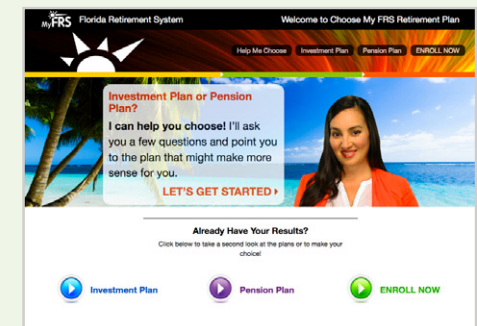 MyFRS Florida Retirement System
Welcome to Choose My FRS Retirement Plan
Help Me Choose Investment Plan Pension Plan ENROLL NOW
Investment Plan or Pension
Plan?
I can help you choose! I'll ask
you a few questions and point you
to the plan that might make more
sense for you.
LET'S GET STARTED
Already Have Your Results?
Click below to take a second look at the plans or to make your
choice!
Investment Plan
Pension Plan
ENROLL NOW